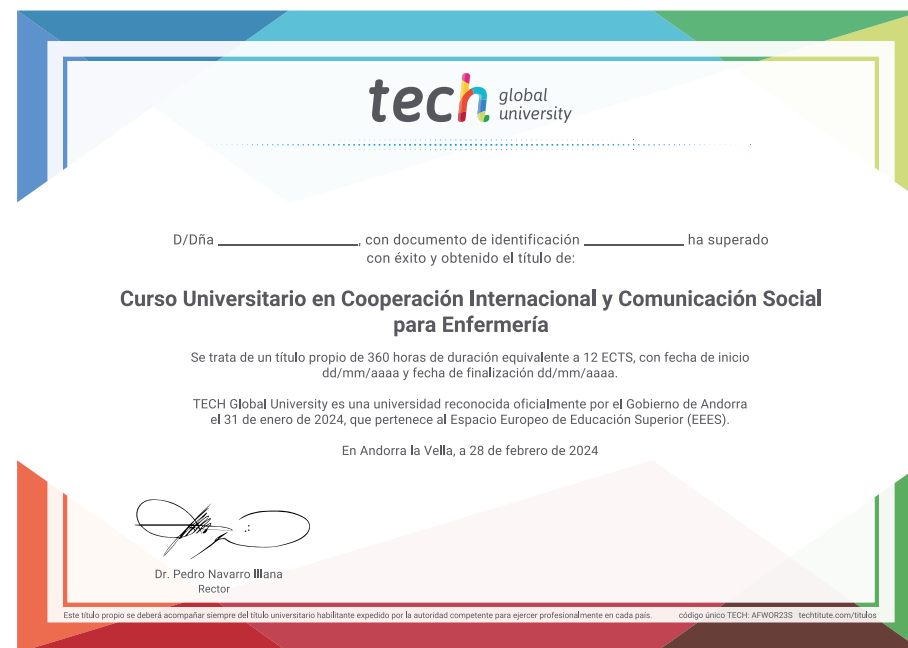 tech global university
D/Dña ____________________, con documento de identificación ______________ ha superado
con éxito y obtenido el título de:
Curso Universitario en Cooperación Internacional y Comunicación Social
para Enfermería
Se trata de un título propio de 360 horas de duración equivalente a 12 ECTS, con fecha de inicio
dd/mm/aaaa y fecha de finalización dd/mm/aaaa.
TECH Global University es una universidad reconocida oficialmente por el Gobierno de Andorra
el 31 de enero de 2024, que pertenece al Espacio Europeo de Educación Superior (EEES).
En Andorra la Vella, a 28 de febrero de 2024
Dr. Pedro Navarro Illana
Rector
Este título propio se deberá acompañar siempre del título universitario habilitante expedido por la autoridad competente para ejercer profesionalmente en cada país. código único TECH: AFWOR23S techtitute.com/titulos